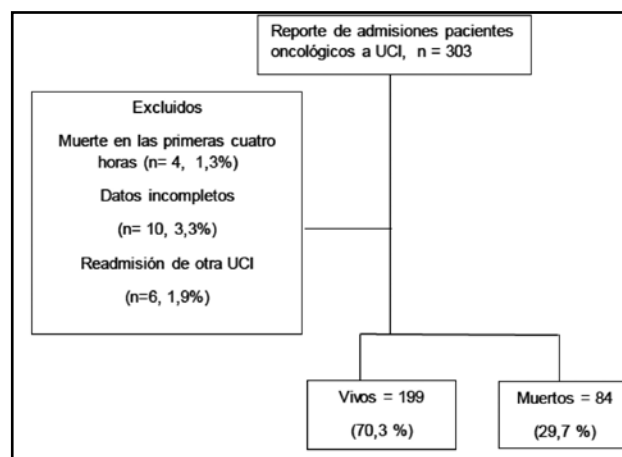 Reporte de admisiones pacientes
oncológicos a UCI, n = 303
Excluidos
Muerte en las primeras cuatro
horas (n= 4, 1,3%)
Datos incompletos
(n= 10, 3,3%)
Readmisión de otra UCI
(n=6, 1,9%)
Vivos = 199
(70,3 %)
Muertos = 84
(29,7 %)